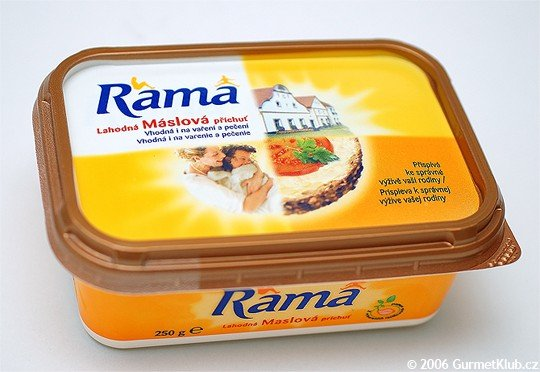 Rama
Lahodná Máslová příchuť
Vhodná i na vaření a pečení
Vhodná i na varenie a pečenie
Přispívá
ke správné
výživě vaší rodiny /
Prispieva k správnej
výžive vašej rodiny
Rama
Lahodná Maslová příchuť
250 g e
© 2006 GurmetKlub.cz